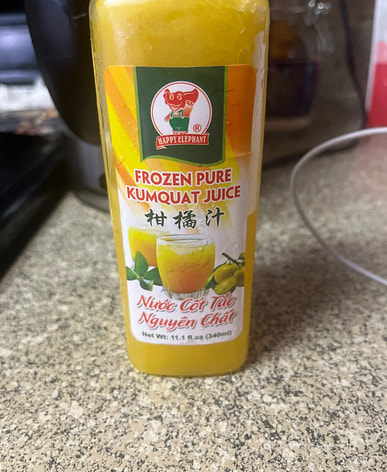 ®
HAPPY ELEPHANT
FROZEN PURE
KUMQUAT JUICE
柑橘汁
Nước Cốt Tắc
Nguyên Chất
Net Wt: 11.1 fl.oz (340ml)